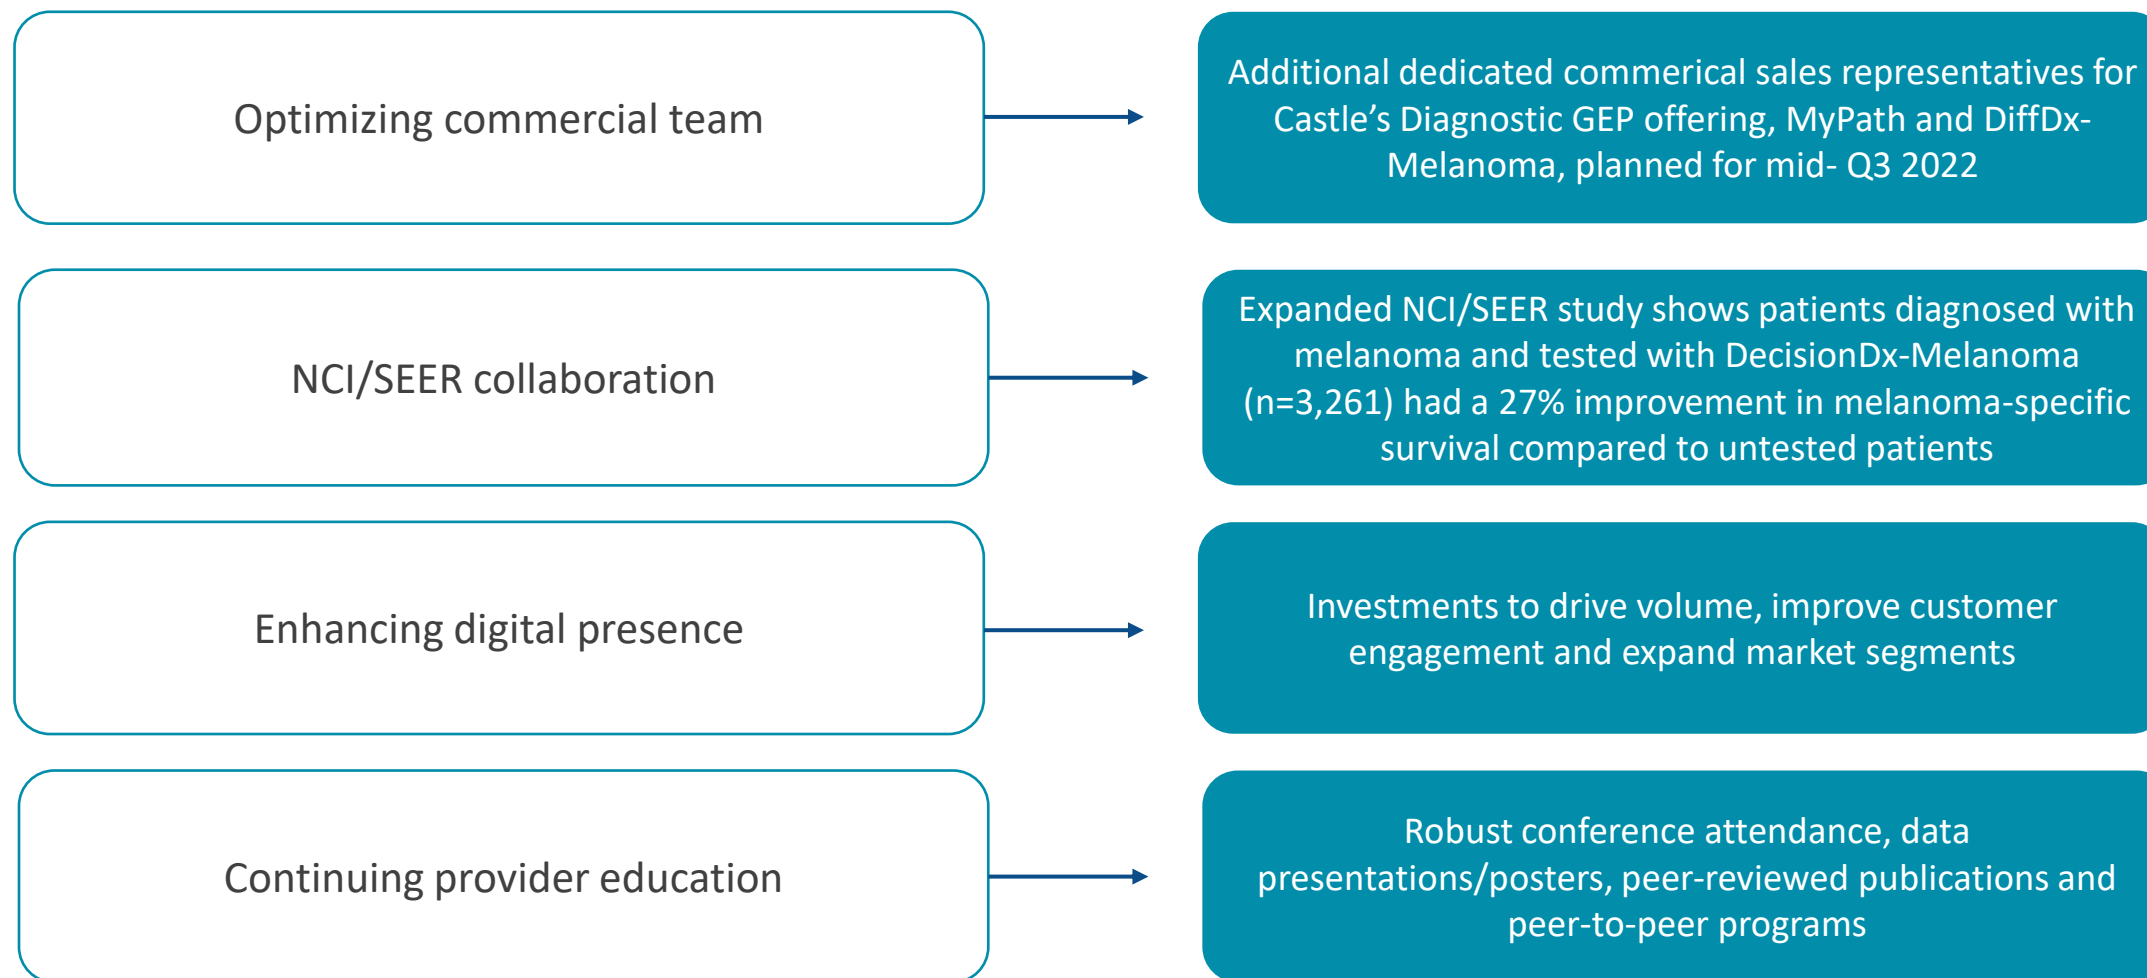 Optimizing commercial team
Additional dedicated commerical sales representatives for
Castle’s Diagnostic GEP offering, MyPath and DiffDx-
Melanoma, planned for mid- Q3 2022
NCI/SEER collaboration
Expanded NCI/SEER study shows patients diagnosed with
melanoma and tested with DecisionDx-Melanoma
(n=3,261) had a 27% improvement in melanoma-specific
survival compared to untested patients
Enhancing digital presence
Investments to drive volume, improve customer
engagement and expand market segments
Continuing provider education
Robust conference attendance, data
presentations/posters, peer-reviewed publications and
peer-to-peer programs